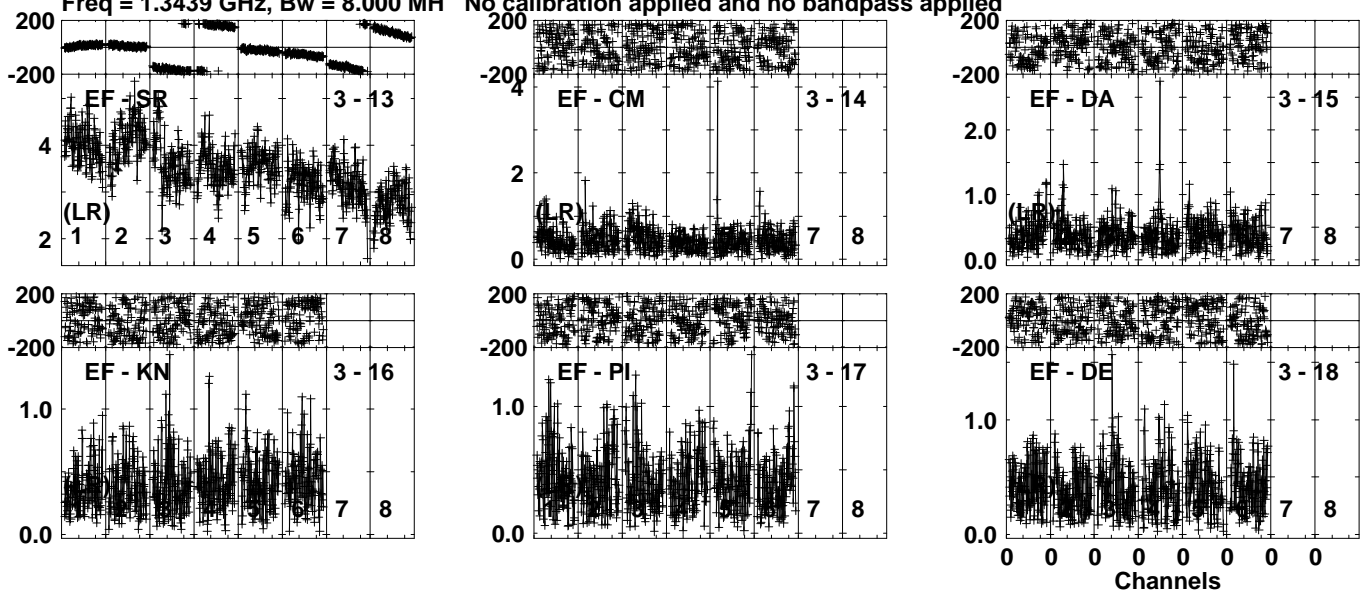 Freq = 1.3439 GHz, Bw = 8.000 MH No calibration applied and no bandpass applied
200
-200
EF - SR 3 - 13
4
2
(LR)
1 2 3 4 5 6 7 8
200
-200
EF - CM 3 - 14
4
2
0
(LR)
7 8
200
-200
EF - DA 3 - 15
2.0
1.0
0.0
(LR)
7 8
200
-200
EF - KN 3 - 16
1.0
0.0
7 8
200
-200
EF - PI 3 - 17
1.0
0.0
7 8
200
-200
EF - DE 3 - 18
1.0
0.0
7 8
0 0 0 0 0 0 0 0
Channels